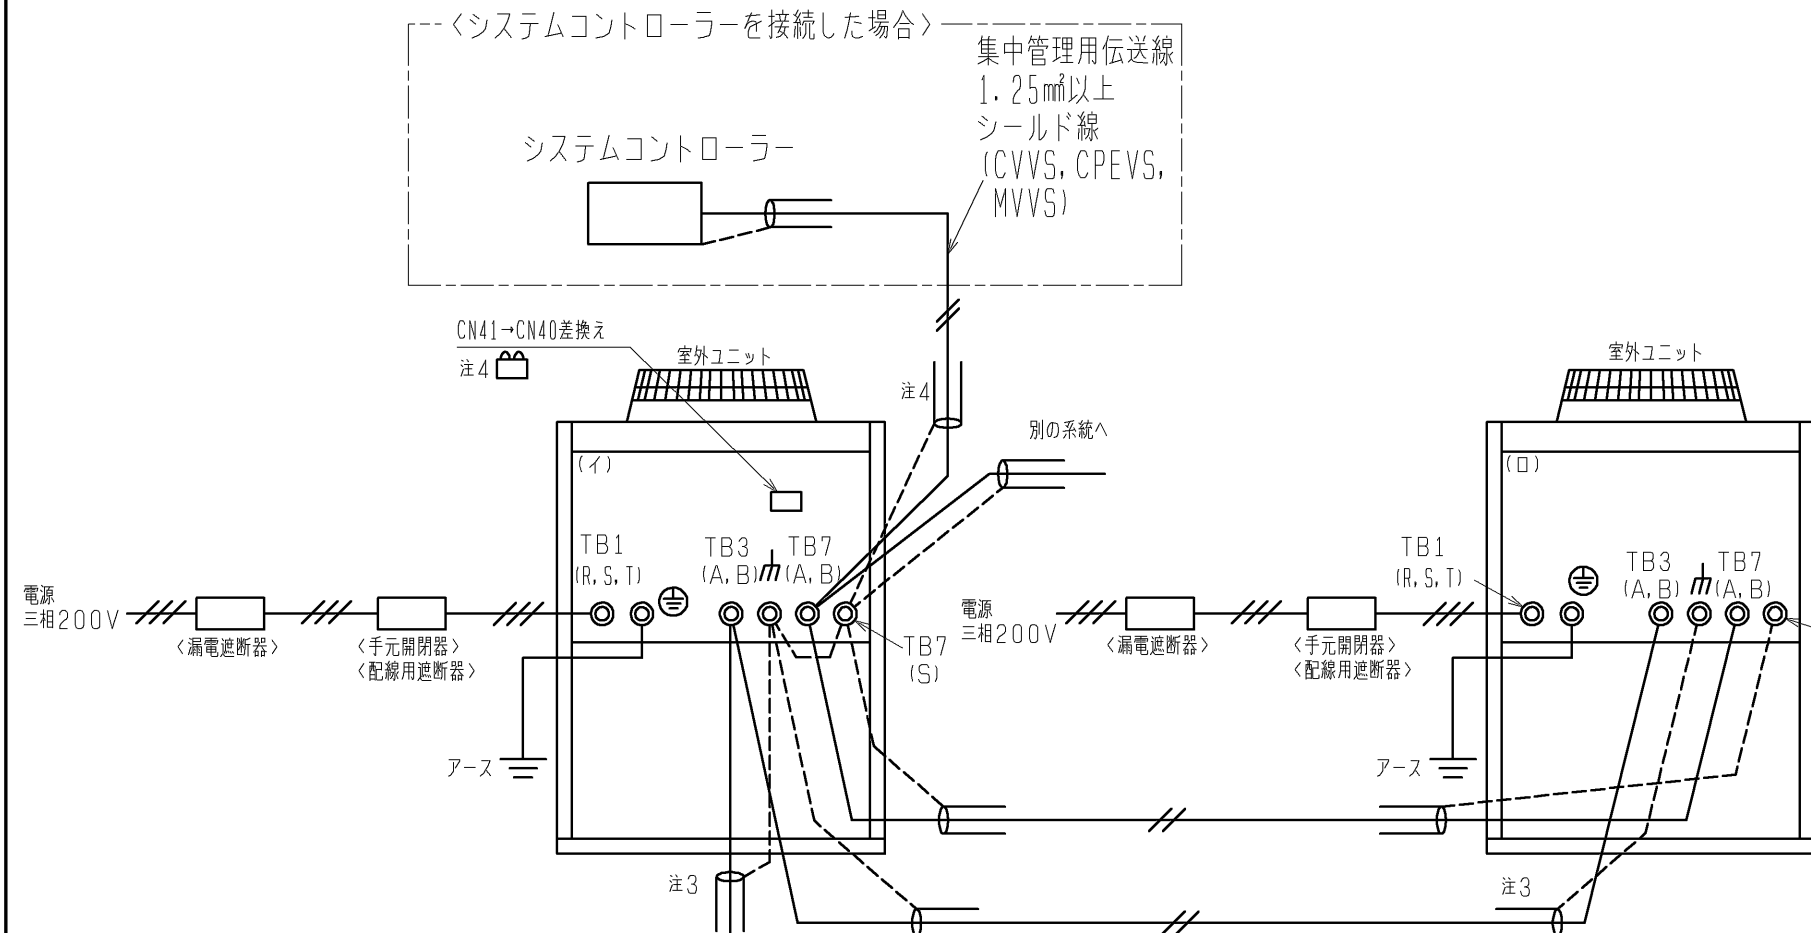 〈システムコントローラーを接続した場合〉
集中管理用伝送線
1.25㎟以上
シールド線
(CVVS, CPEVS,
MVVS)
システムコントローラー
CN41→CN40差換え
注4
室外ユニット
注4
別の系統へ
(イ)
TB1
(R, S, T)
TB3
(A, B)
TB7
(A, B)
電源
三相200V
〈漏電遮断器〉
〈手元開閉器〉
〈配線用遮断器〉
TB7
(S)
アース
注3
室外ユニット
(ロ)
TB1
(R, S, T)
TB3
(A, B)
TB7
(A, B)
電源
三相200V
〈漏電遮断器〉
〈手元開閉器〉
〈配線用遮断器〉
アース
注3